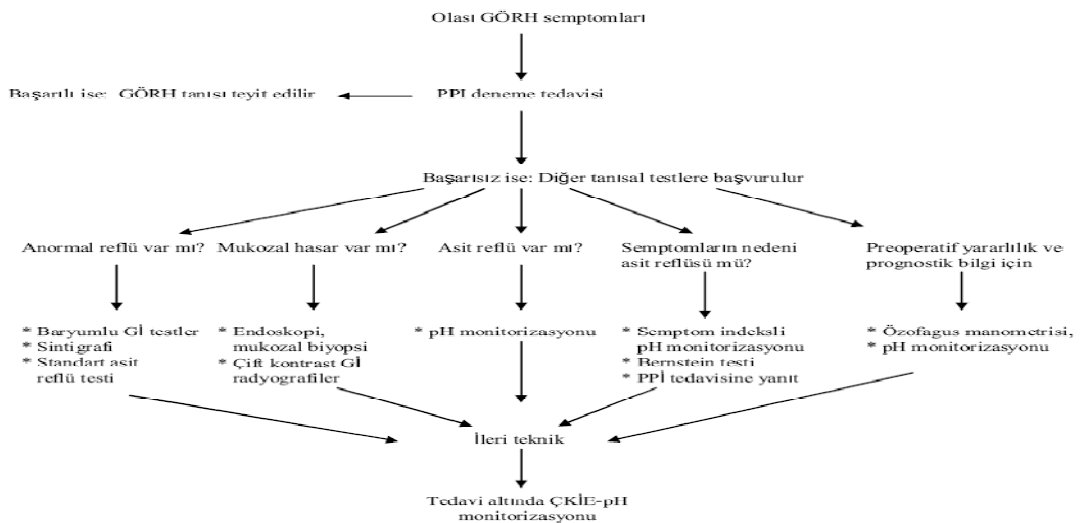 Olası GÖRH semptomları
Başarılı ise: GÖRH tanısı teyit edilir
PPI deneme tedavisi
Başarısız ise: Diğer tanısal testlere başvurulur
Anormal reflü var mı?
* Baryumlu Gİ testler
* Sintigrafi
* Standart asit
reflü testi
Mukozal hasar var mı?
* Endoskopi,
mukozal biyopsi
* Çift kontrast Gİ
radyografiler
Asit reflü var mı?
* pH monitorizasyonu
Semptomların nedeni
asit reflüsü mü?
* Semptom indeksli
pH monitorizasyonu
* Bernstein testi
* PPİ tedavisine yanıt
Preoperatif yararlılık ve
prognostik bilgi için
* Özofagus manometrisi,
* pH monitorizasyonu
İleri teknik
Tedavi altında ÇKİE-pH
monitorizasyonu